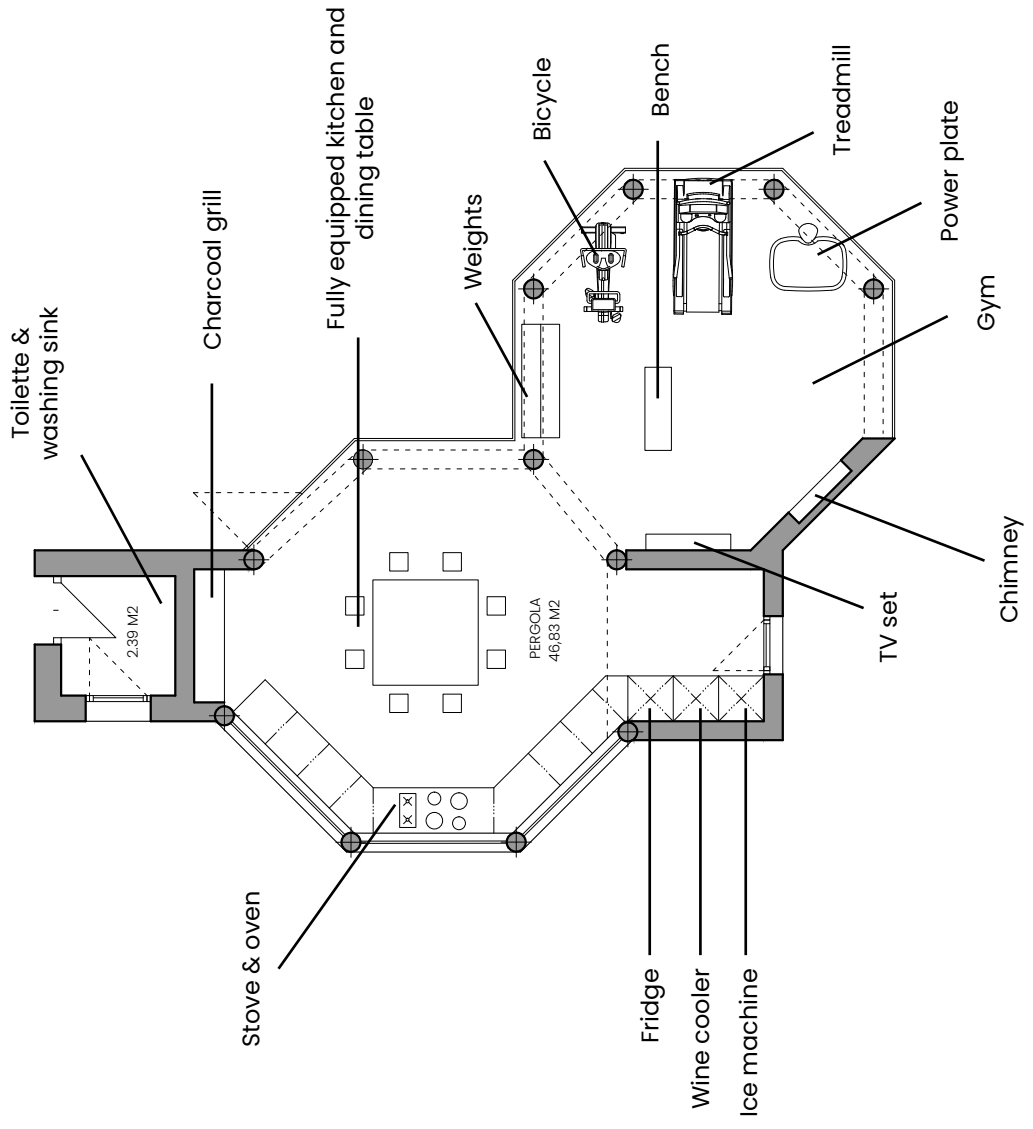 Toilette &
washing sink
Charcoal grill
Fully equipped kitchen and
dining table
Weights
Bicycle
Bench
Treadmill
Power plate
Gym
Chimney
TV set
2.39 M2
PERGOLA
46,83 M2
Stove & oven
Fridge
Wine cooler
Ice machine